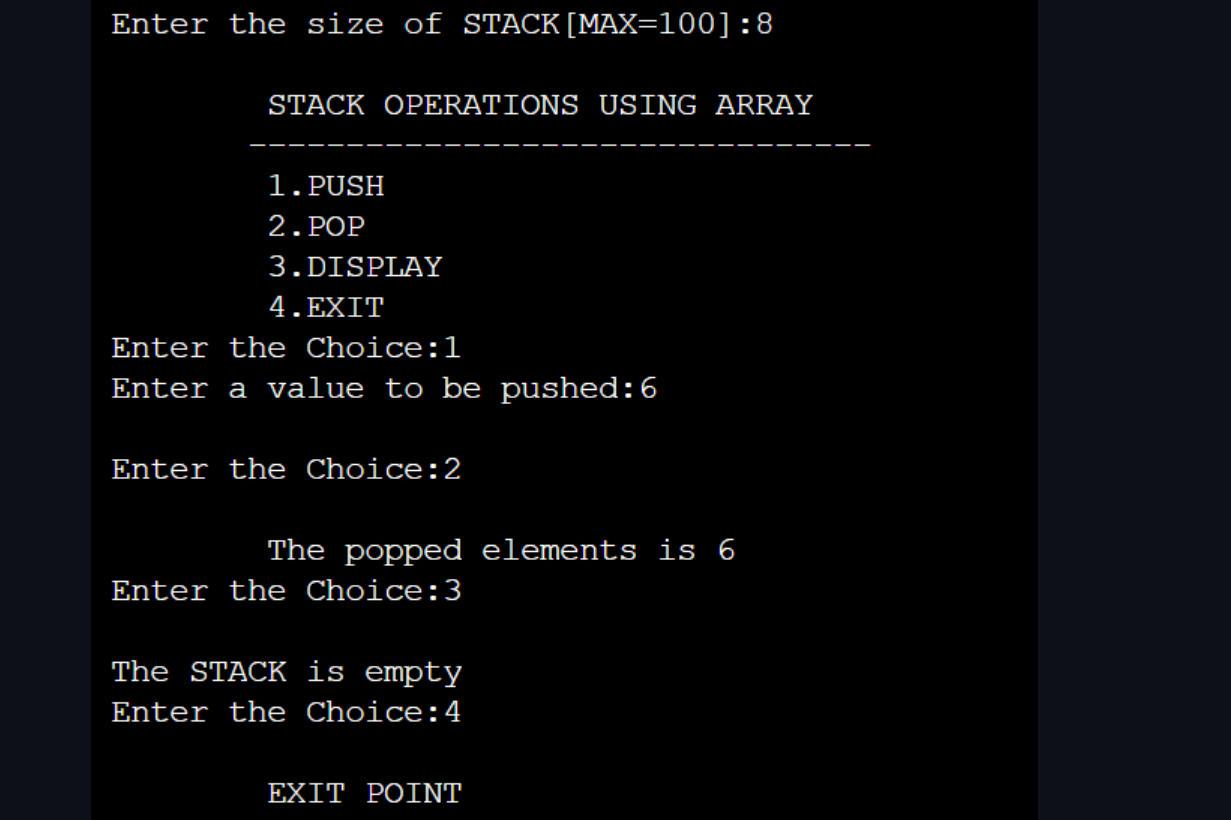 Enter the size of STACK[MAX=100]:8
STACK OPERATIONS USING ARRAY
--------------------------------
1.PUSH
2.POP
3.DISPLAY
4.EXIT
Enter the Choice:1
Enter a value to be pushed:6
Enter the Choice:2
The popped elements is 6
Enter the Choice:3
The STACK is empty
Enter the Choice:4
EXIT POINT